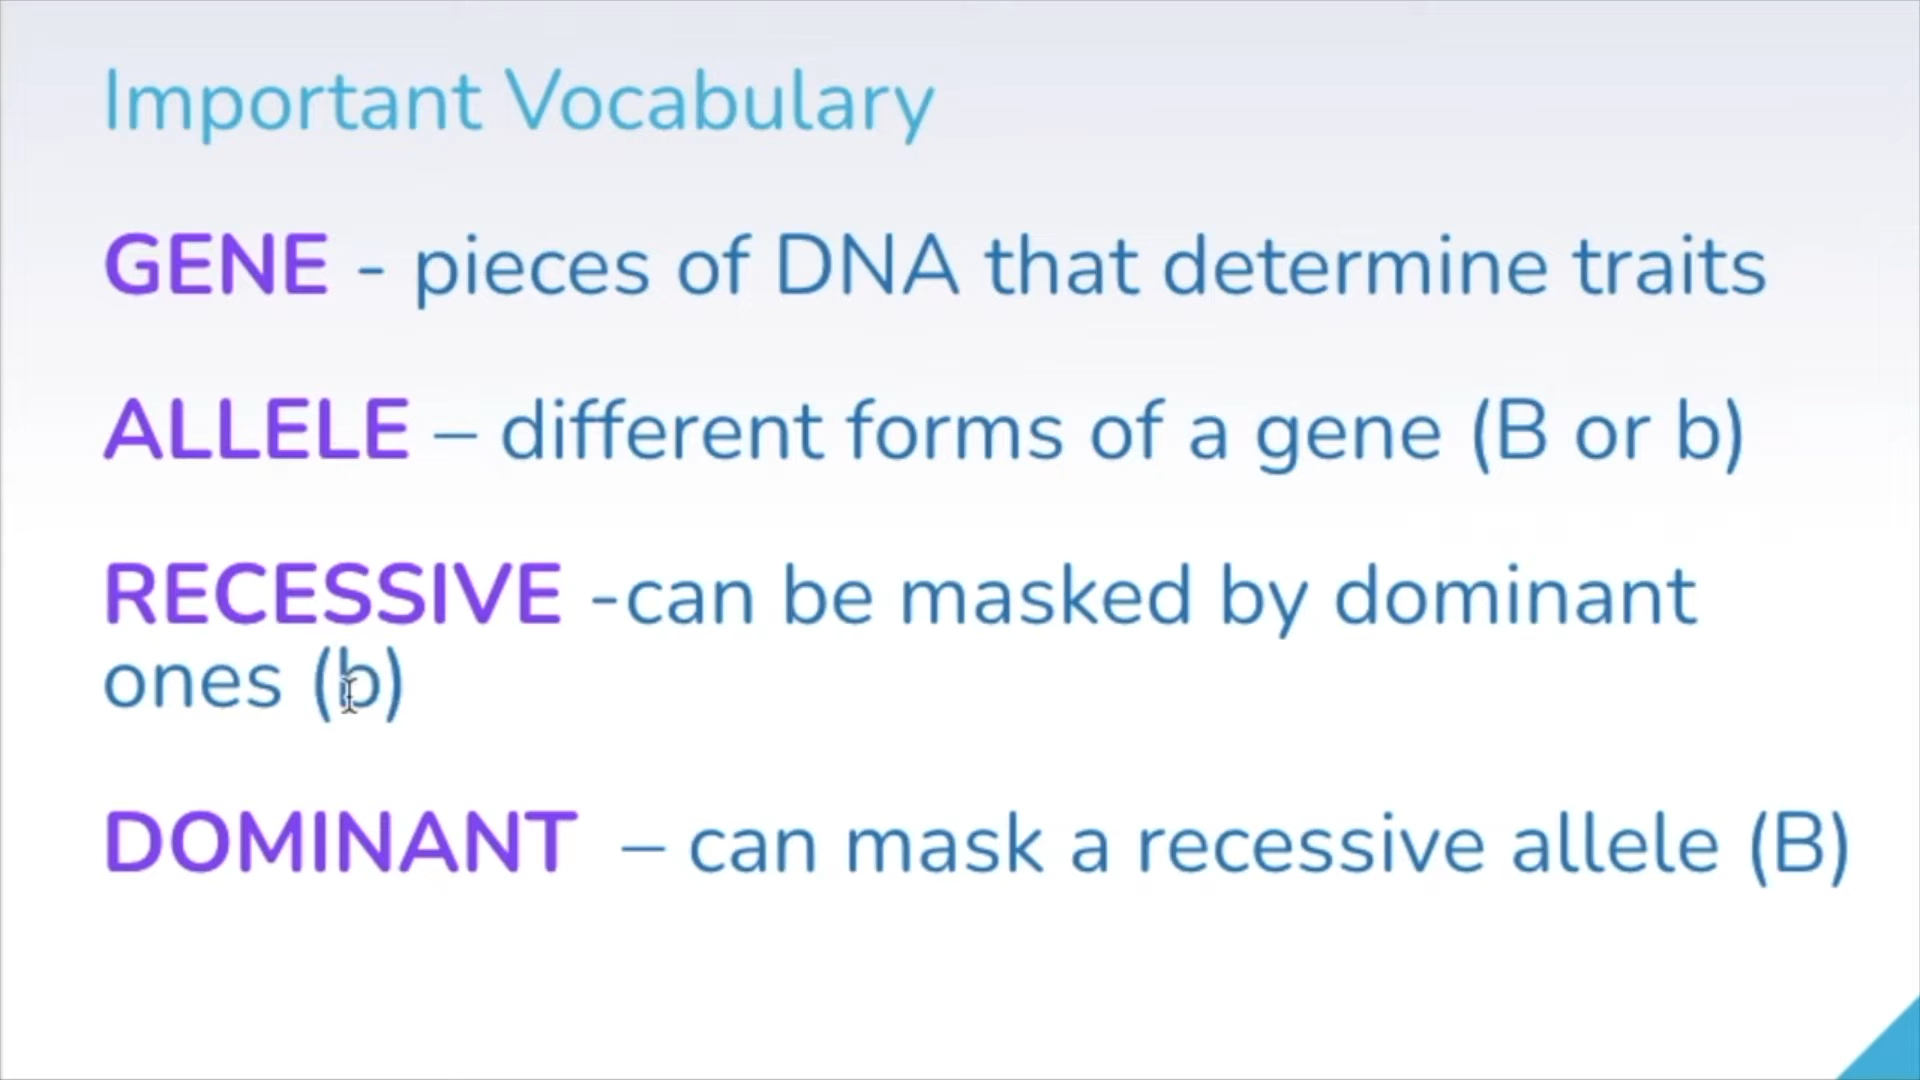 Important Vocabulary
GENE - pieces of DNA that determine traits
ALLELE – different forms of a gene (B or b)
RECESSIVE -can be masked by dominant
ones (b)
DOMINANT – can mask a recessive allele (B)